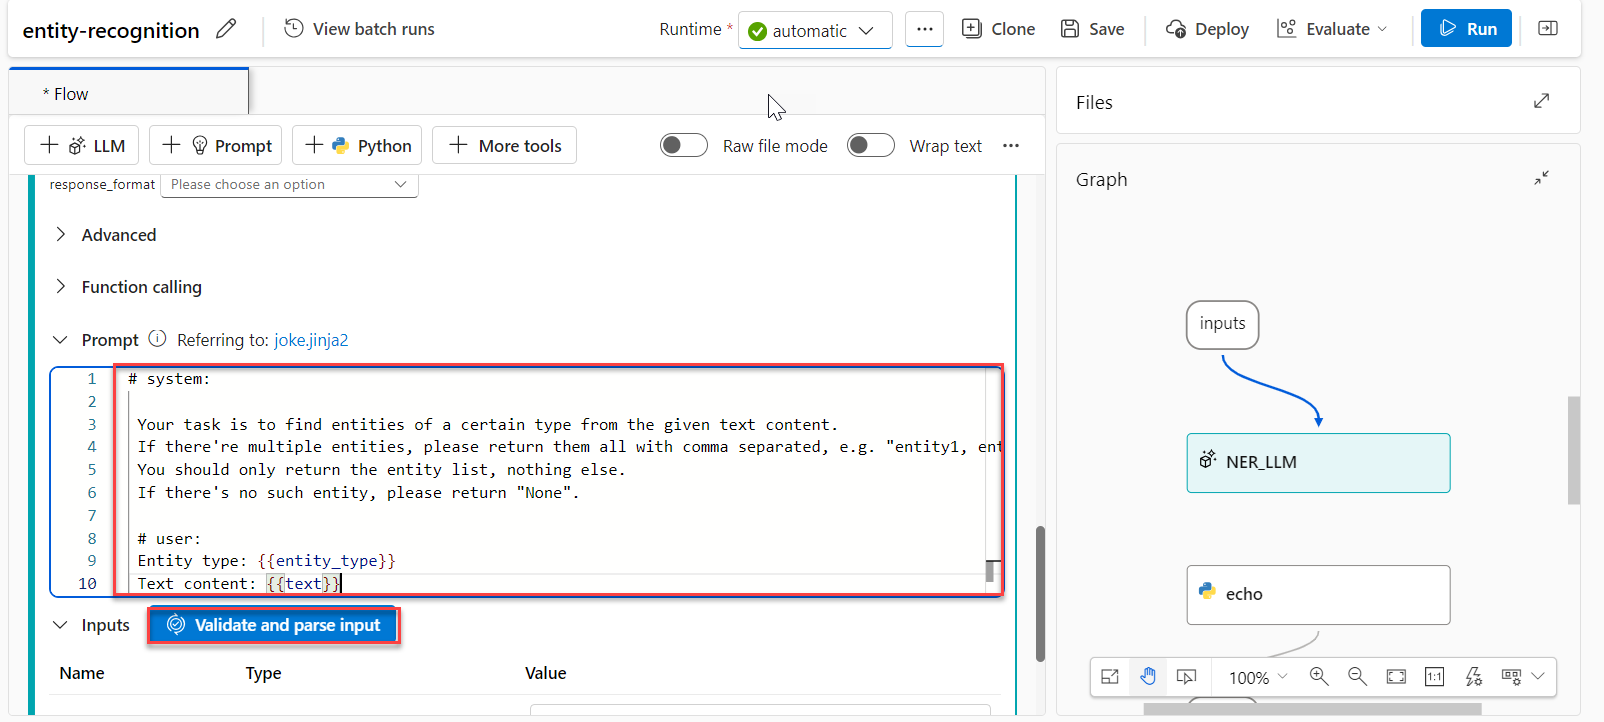 entity-recognition
View batch runs
Runtime *
automatic
Clone
Save
Deploy
Evaluate
Run
* Flow
LLM
Prompt
Python
More tools
Raw file mode
Wrap text
response_format
Please choose an option
Advanced
Function calling
Prompt
Referring to: joke.jinja2
1 # system:
2
3 Your task is to find entities of a certain type from the given text content.
4 If there're multiple entities, please return them all with comma separated, e.g. "entity1, ent
5 You should only return the entity list, nothing else.
6 If there's no such entity, please return "None".
7
8 # user:
9 Entity type: {{entity_type}}
10 Text content: {{text}}
Inputs
Validate and parse input
Name Type Value
Files
Graph
inputs
NER_LLM
echo
100%
1:1